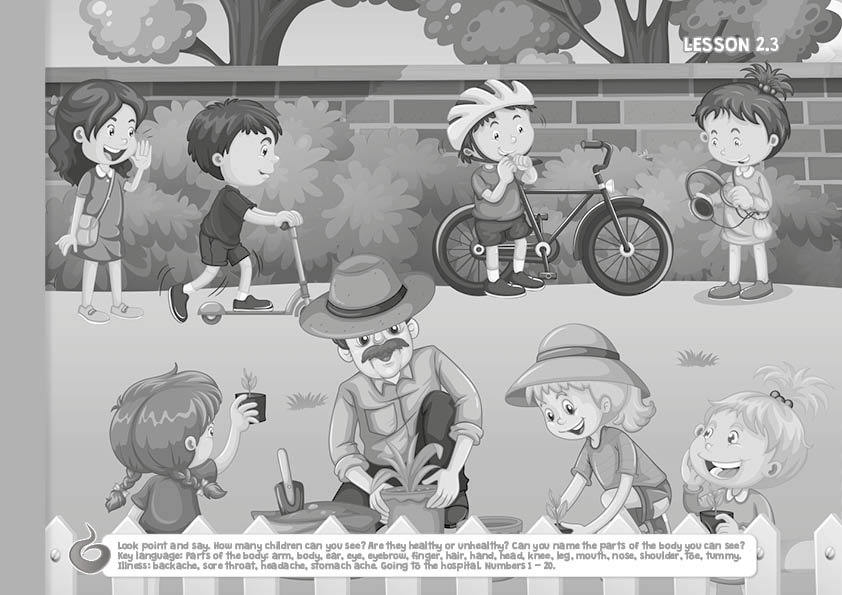 LESSON 2.3
Look point and say. How many children can you see? Are they healthy or unhealthy? Can you name the parts of the body you can see?
Key language: Parts of the body: arm, body, ear, eye, eyebrow, finger, hair, hand, head, knee, leg, mouth, nose, shoulder, toe, tummy.
Illness: backache, sore throat, headache, stomach ache. Going to the hospital. Numbers 1 – 20.